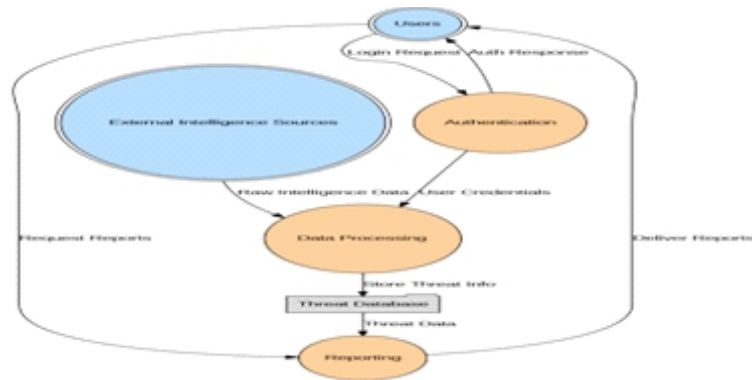 Users
Login Request Auth Response
External Intelligence Sources
Authentication
Raw Intelligence Data User Credentials
Request Reports
Data Processing
Deliver Reports
Store Threat Info
Threat Database
Threat Data
Reporting